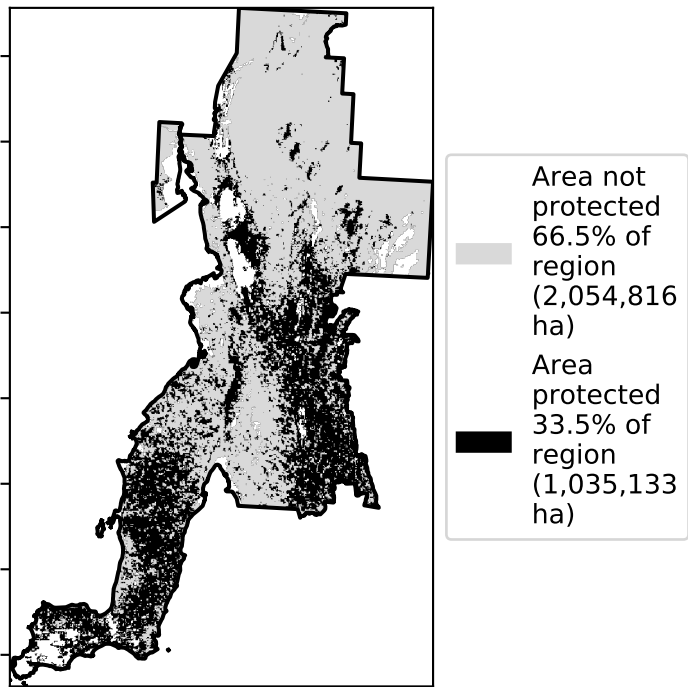 Area not
protected
66.5% of
region
(2,054,816
ha)
Area
protected
33.5% of
region
(1,035,133
ha)